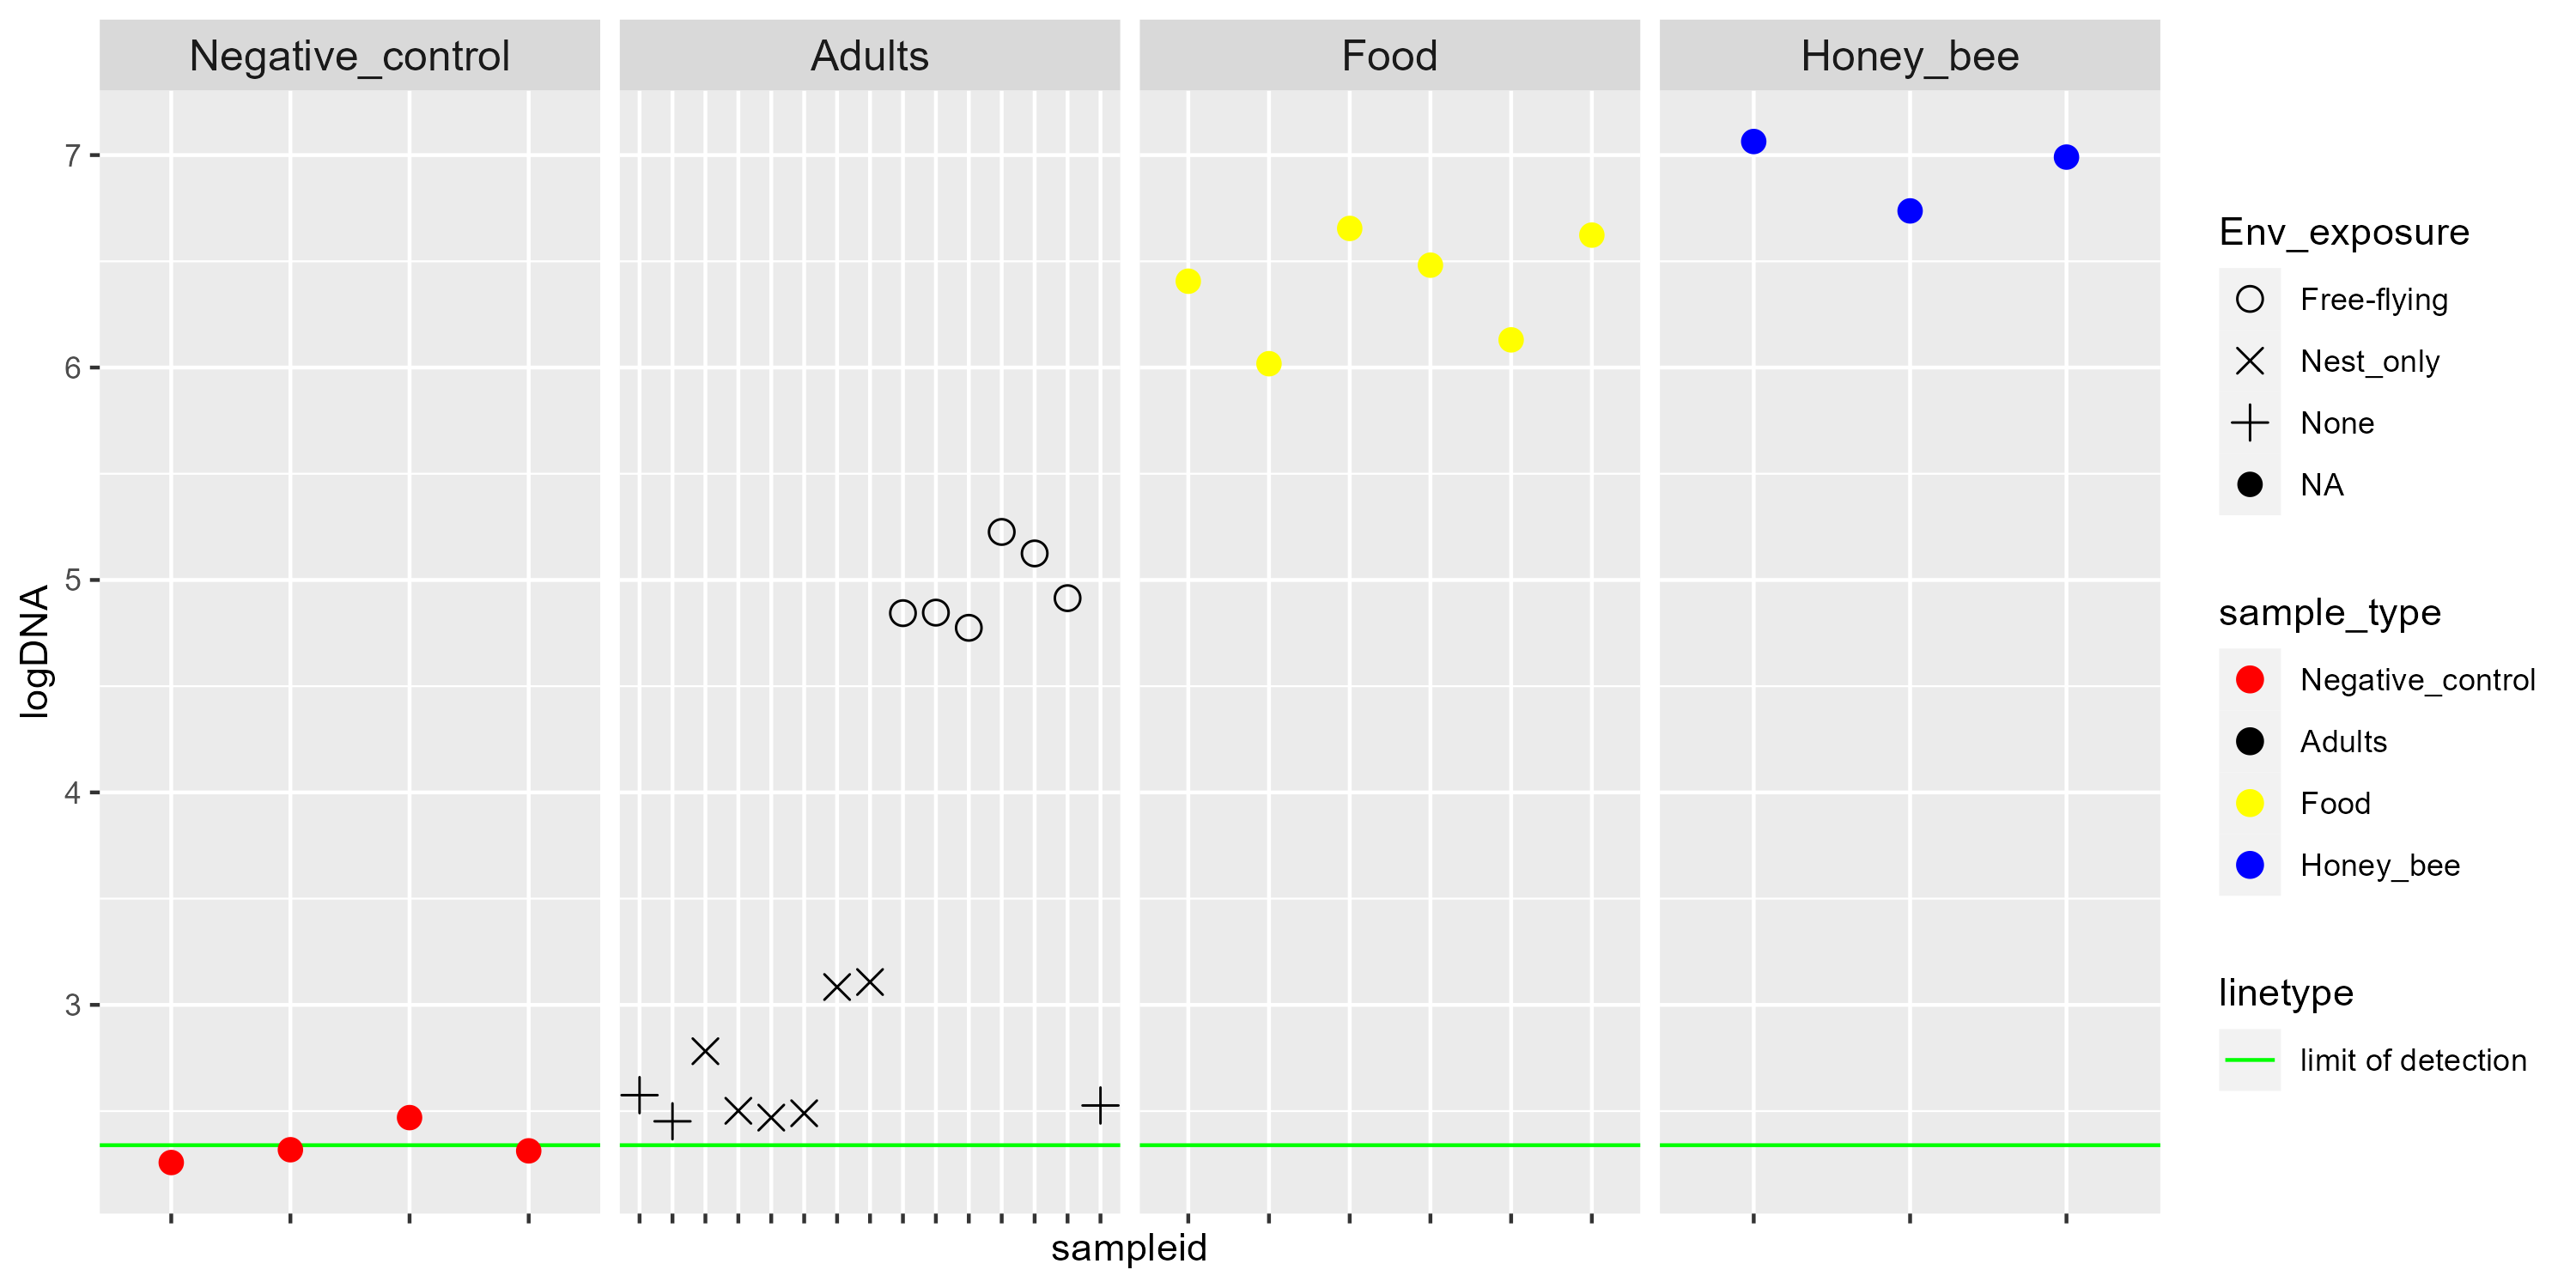 Negative_control
Adults
Food
Honey_bee
7
6
5
4
3
logDNA
sampleid
Env_exposure
Free-flying
Nest_only
None
NA
sample_type
Negative_control
Adults
Food
Honey_bee
linetype
limit of detection